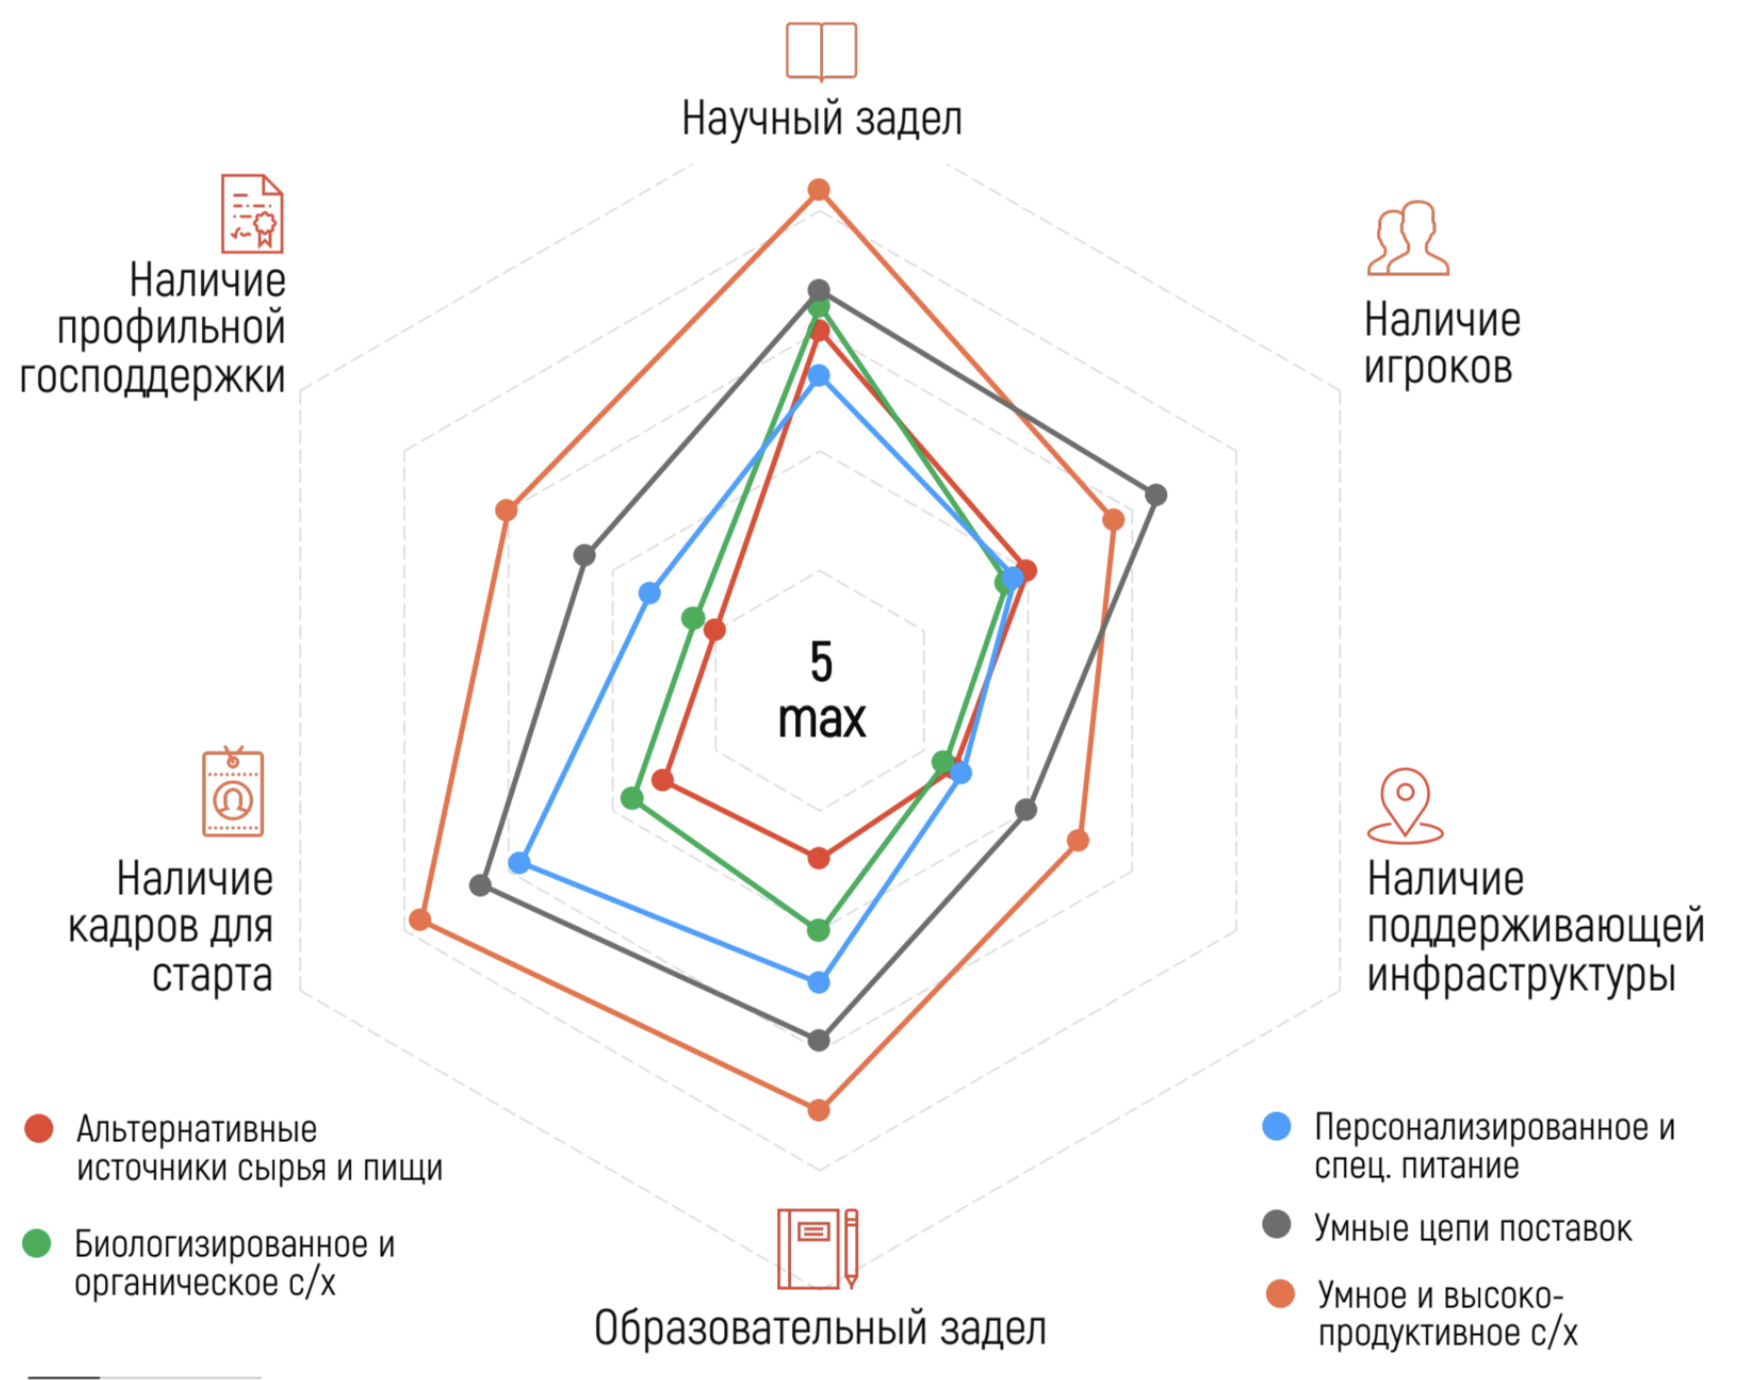 Научный задел
Наличие
профильной
господдержки
Наличие
игроков
5
max
Наличие
кадров для
старта
Наличие
поддерживающей
инфраструктуры
Альтернативные
источники сырья и пищи
Биологизированное и
органическое с/х
Образовательный задел
Персонализированное и
спец. питание
Умные цепи поставок
Умное и высоко-
продуктивное с/х